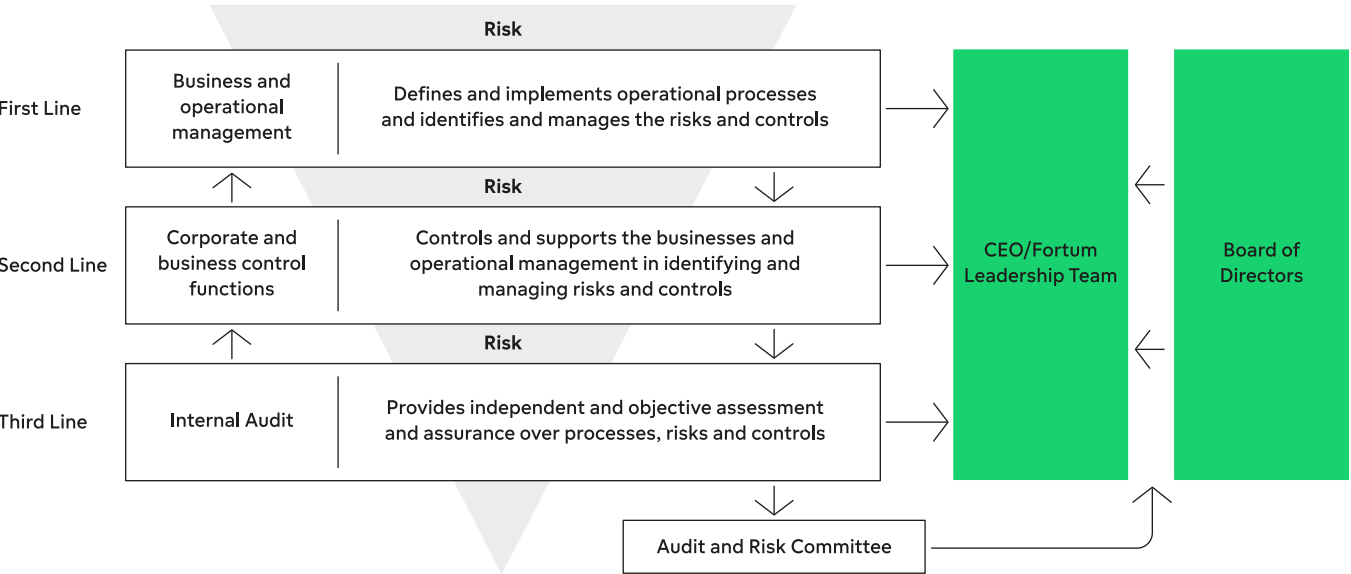 Risk
First Line
Business and
operational
management
Defines and implements operational processes
and identifies and manages the risks and controls
Risk
Second Line
Corporate and
business control
functions
Controls and supports the businesses and
operational management in identifying and
managing risks and controls
CEO/Fortum
Leadership Team
Board of
Directors
Risk
Third Line
Internal Audit
Provides independent and objective assessment
and assurance over processes, risks and controls
Audit and Risk Committee